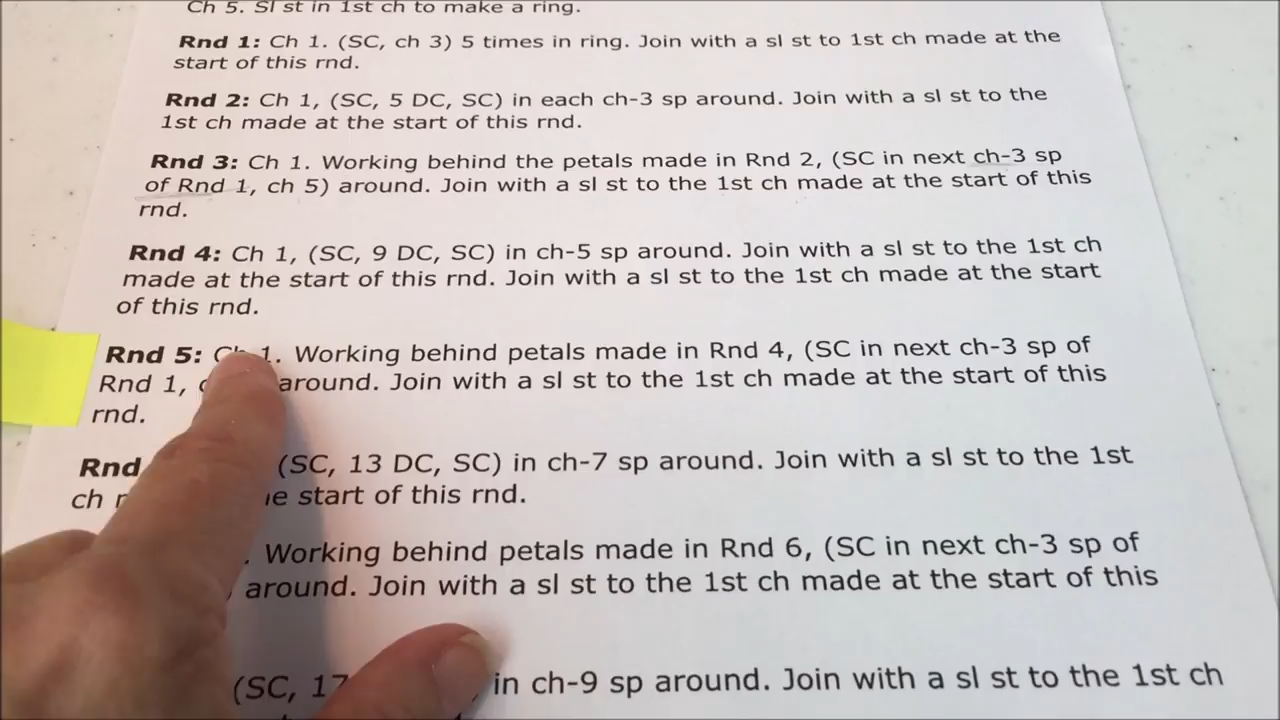 Ch 5. Sl st in 1st ch to make a ring.
Rnd 1: Ch 1. (SC, ch 3) 5 times in ring. Join with a sl st to 1st ch made at the
start of this rnd.
Rnd 2: Ch 1, (SC, 5 DC, SC) in each ch-3 sp around. Join with a sl st to the
1st ch made at the start of this rnd.
Rnd 3: Ch 1. Working behind the petals made in Rnd 2, (SC in next ch-3 sp
of Rnd 1, ch 5) around. Join with a sl st to the 1st ch made at the start of this
rnd.
Rnd 4: Ch 1, (SC, 9 DC, SC) in ch-5 sp around. Join with a sl st to the 1st ch
made at the start of this rnd. Join with a sl st to the 1st ch made at the start
of this rnd.
Rnd 5: Ch 1. Working behind petals made in Rnd 4, (SC in next ch-3 sp of
Rnd 1, around. Join with a sl st to the 1st ch made at the start of this
rnd.
Rnd (SC, 13 DC, SC) in ch-7 sp around. Join with a sl st to the 1st
ch start of this rnd.
Working behind petals made in Rnd 6, (SC in next ch-3 sp of
around. Join with a sl st to the 1st ch made at the start of this
(SC, 17 in ch-9 sp around. Join with a sl st to the 1st ch